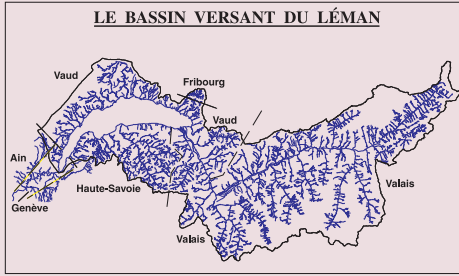 LE BASSIN VERSANT DU LÉMAN
Vaud
Fribourg
Vaud
Ain
Haute-Savoie
Valais
Genève
Valais